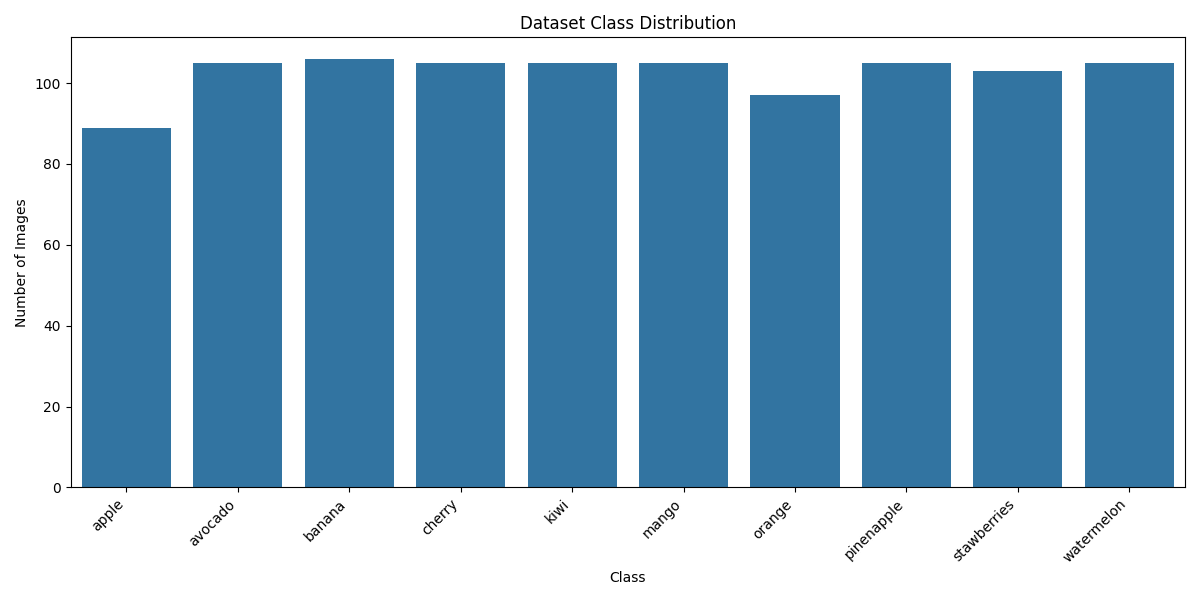 Dataset Class Distribution
Number of Images
100
80
60
40
20
0
apple
avocado
banana
cherry
kiwi
mango
orange
pinenapple
stawberries
watermelon
Class